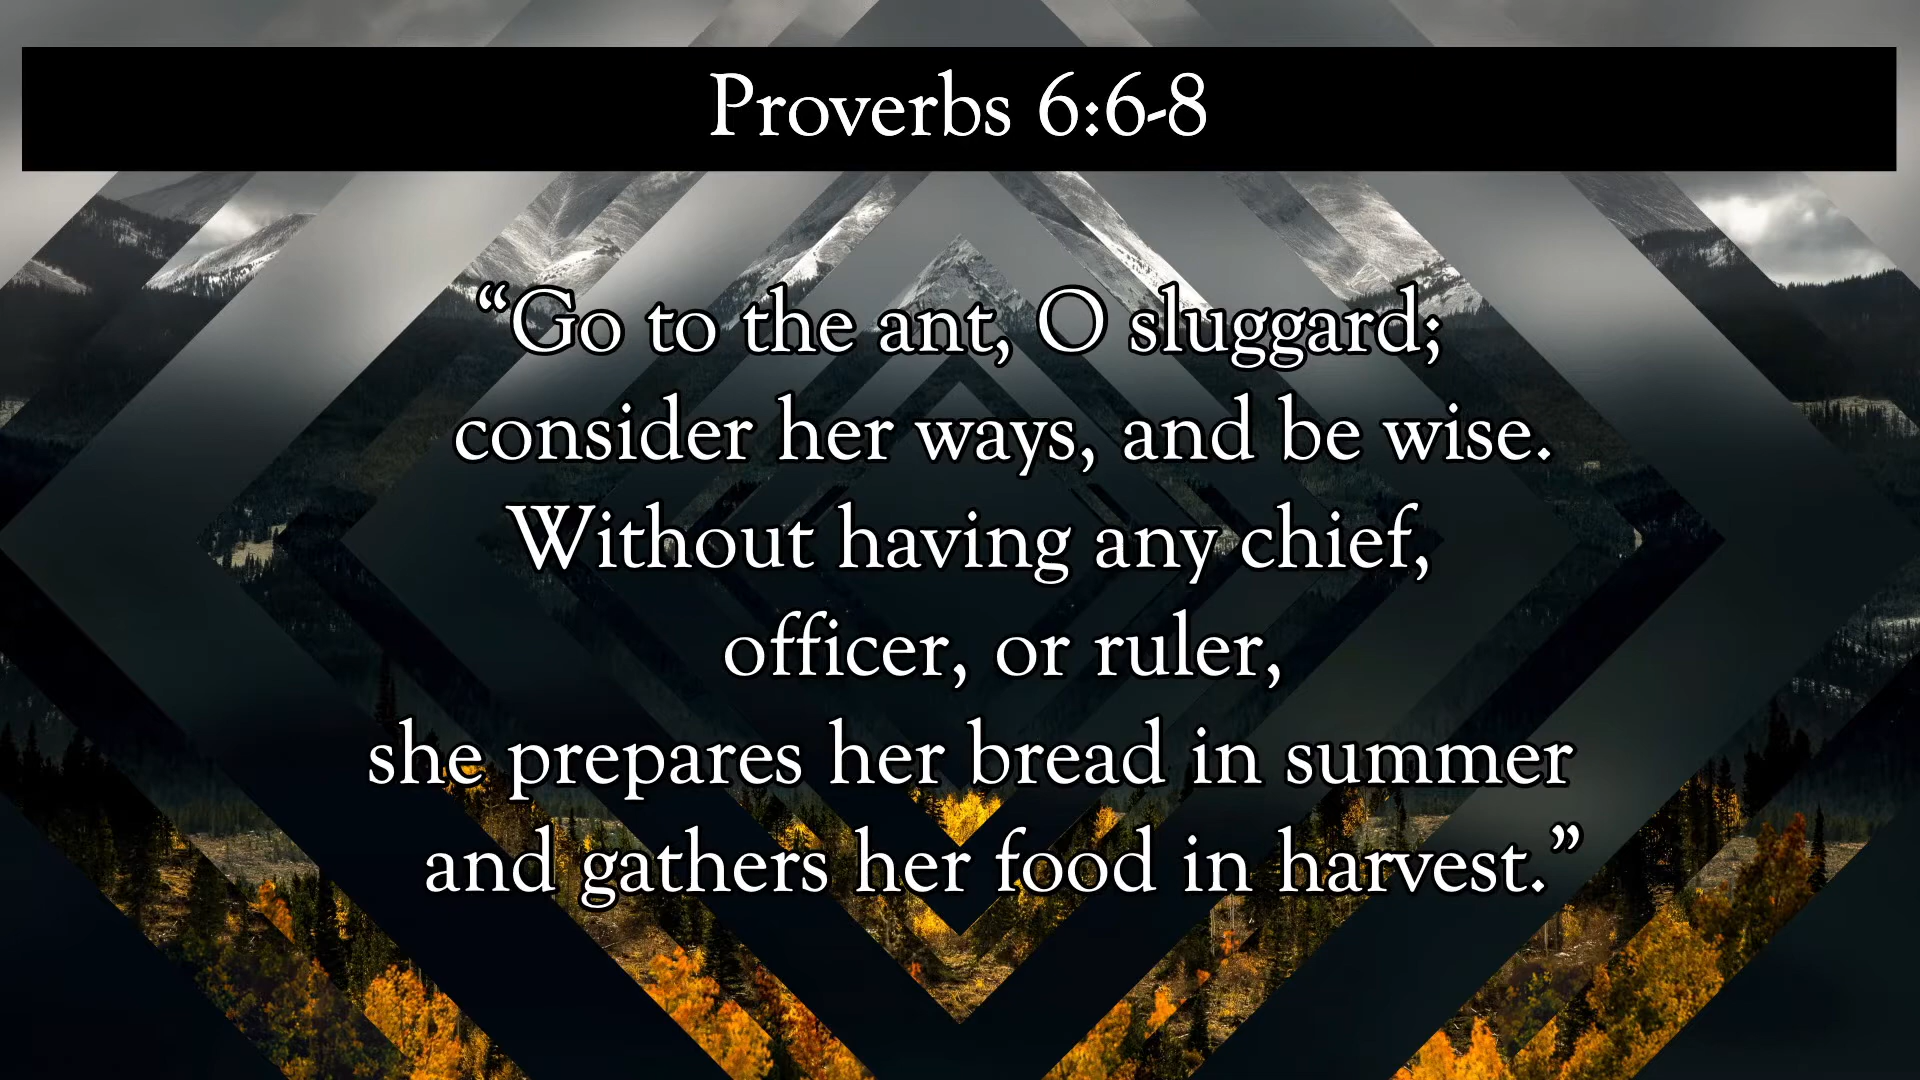 Proverbs 6:6-8
“Go to the ant, O sluggard;
consider her ways, and be wise.
Without having any chief,
officer, or ruler,
she prepares her bread in summer
and gathers her food in harvest.”